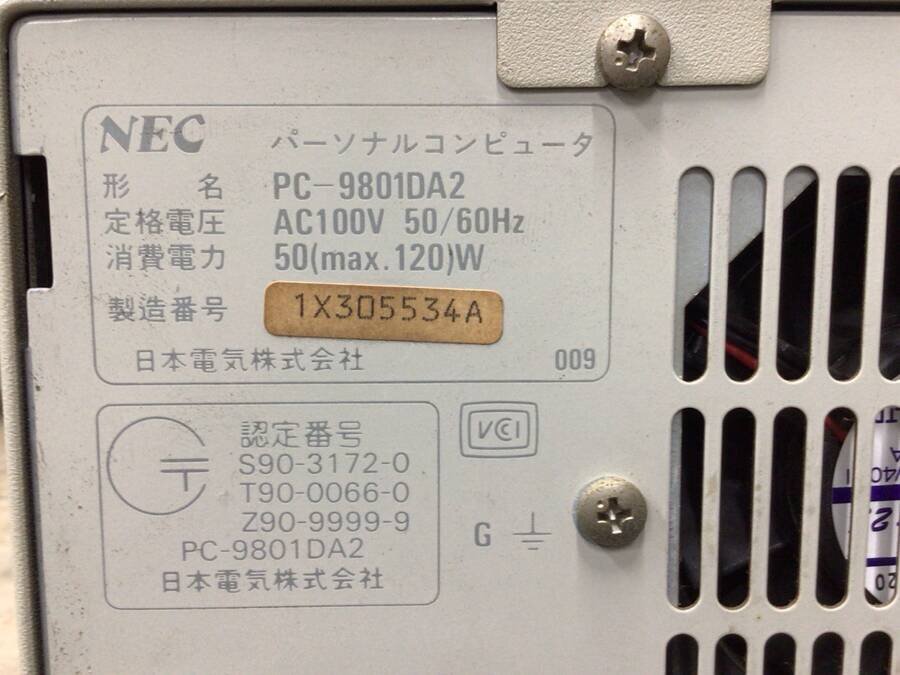 NEC パーソナルコンピュータ
形 名 PC-9801DA2
定格電圧 AC100V 50/60Hz
消費電力 50(max.120)W
製造番号 1X305534A
日本電気株式会社 009
認定番号
S90-3172-0
T90-0066-0
Z90-9999-9
PC-9801DA2
日本電気株式会社
VCI
G